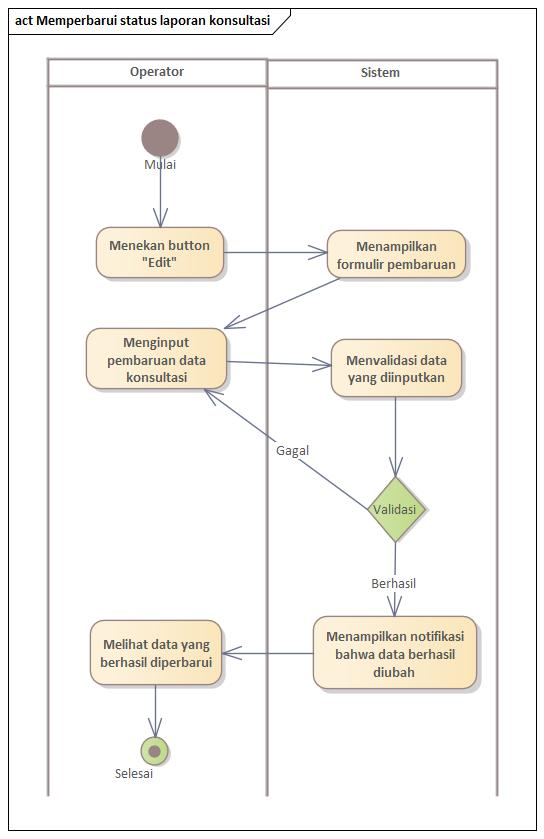 act Memperbarui status laporan konsultasi
Operator
Sistem
Mulai
Menekan button
"Edit"
Menampilkan
formulir pembaruan
Menginput
pembaruan data
konsultasi
Menvalidasi data
yang diinputkan
Gagal
Validasi
Berhasil
Menampilkan notifikasi
bahwa data berhasil
diubah
Melihat data yang
berhasil diperbarui
Selesai